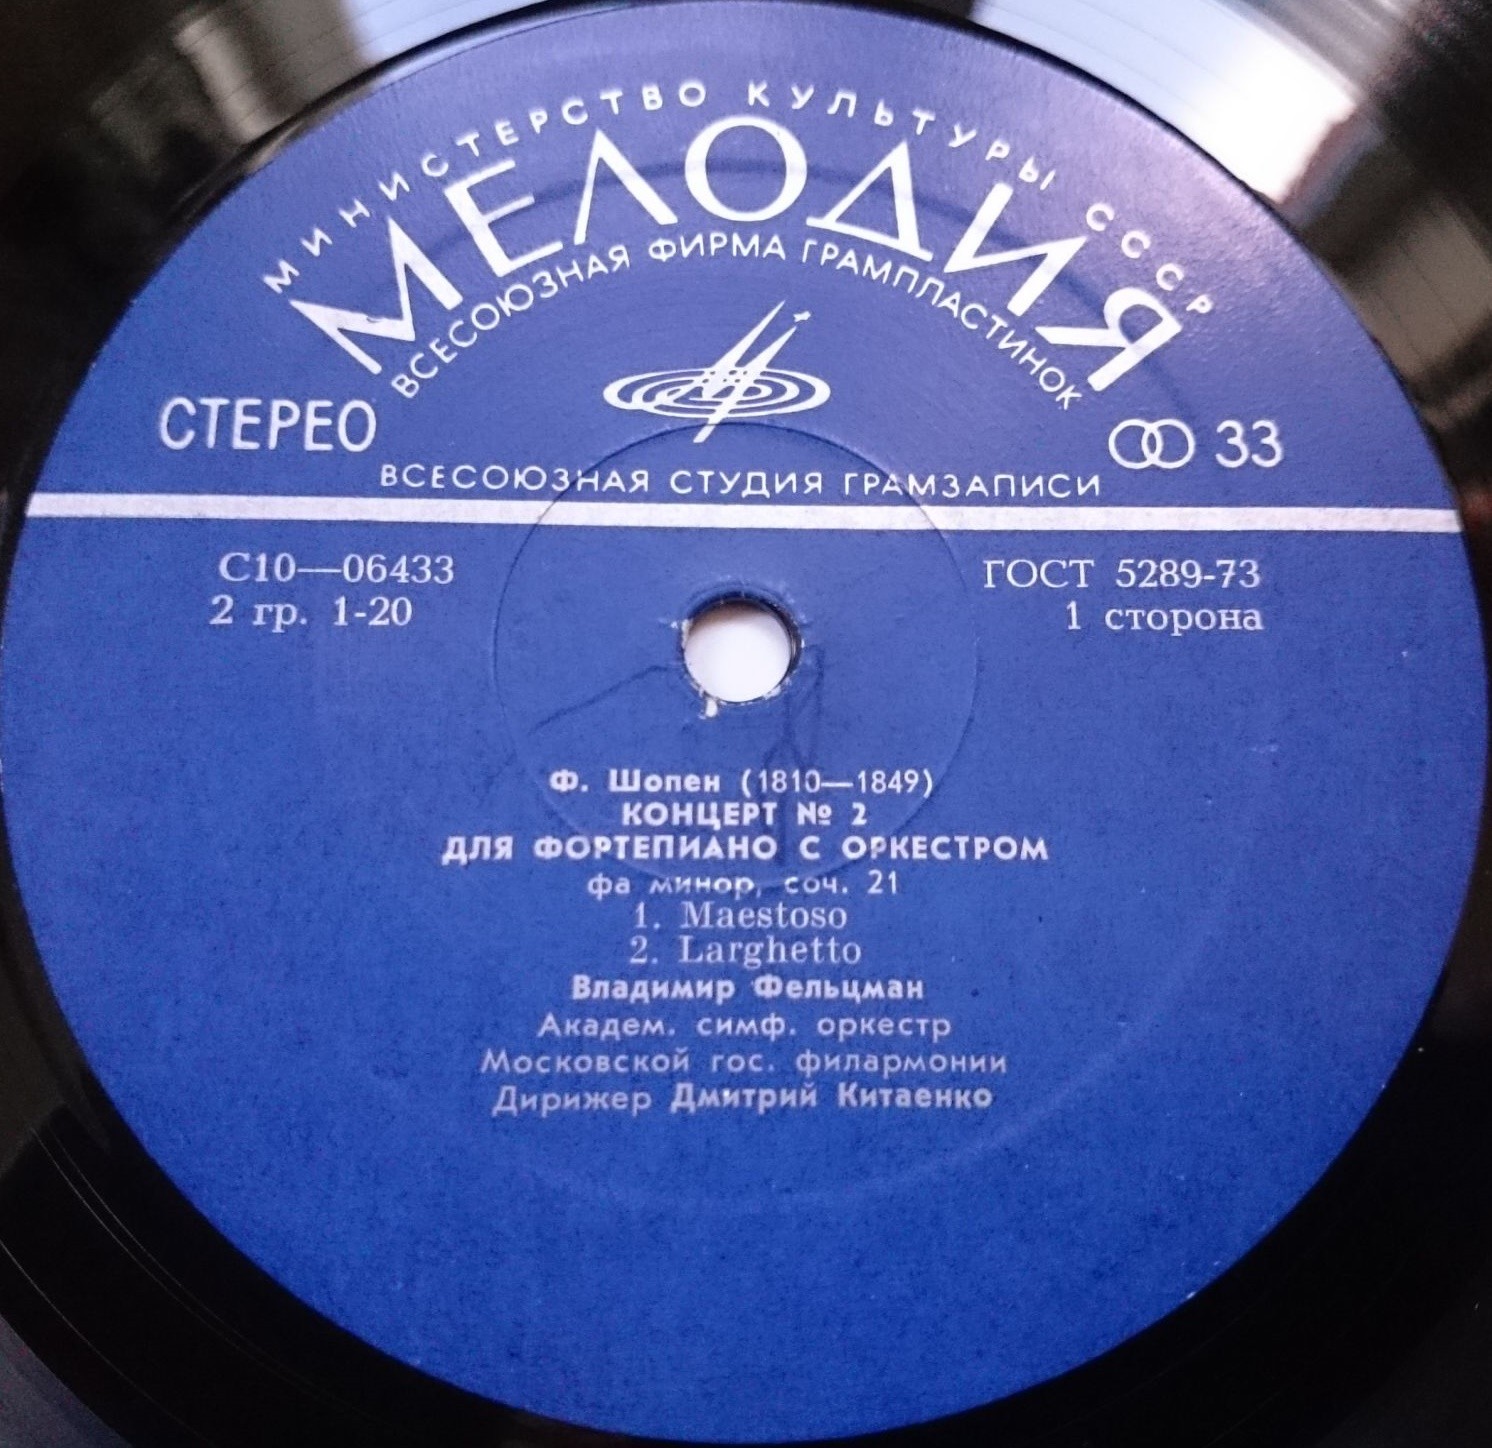 МИНИСТЕРСТВО КУЛЬТУРЫ СССР
МЕЛОДИЯ
ВСЕСОЮЗНАЯ ФИРМА ГРАМПЛАСТИНОК
СТЕРЕО
33
ВСЕСОЮЗНАЯ СТУДИЯ ГРАМЗАПИСИ
С10—06433
ГОСТ 5289-73
2 гр. 1-20
1 сторона
Ф. Шопен (1810—1849)
КОНЦЕРТ № 2
ДЛЯ ФОРТЕПИАНО С ОРКЕСТРОМ
фа минор, соч. 21
1. Maestoso
2. Larghetto
Владимир Фельцман
Академ. симф. оркестр
Московской гос. филармонии
Дирижер Дмитрий Китаенко